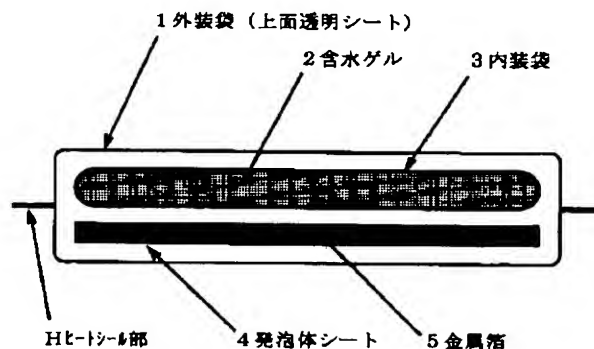 1外装袋(上面透明シート)
2含水ゲル
3内装袋
Hヒートシール部
4発泡体シート
5金属箔